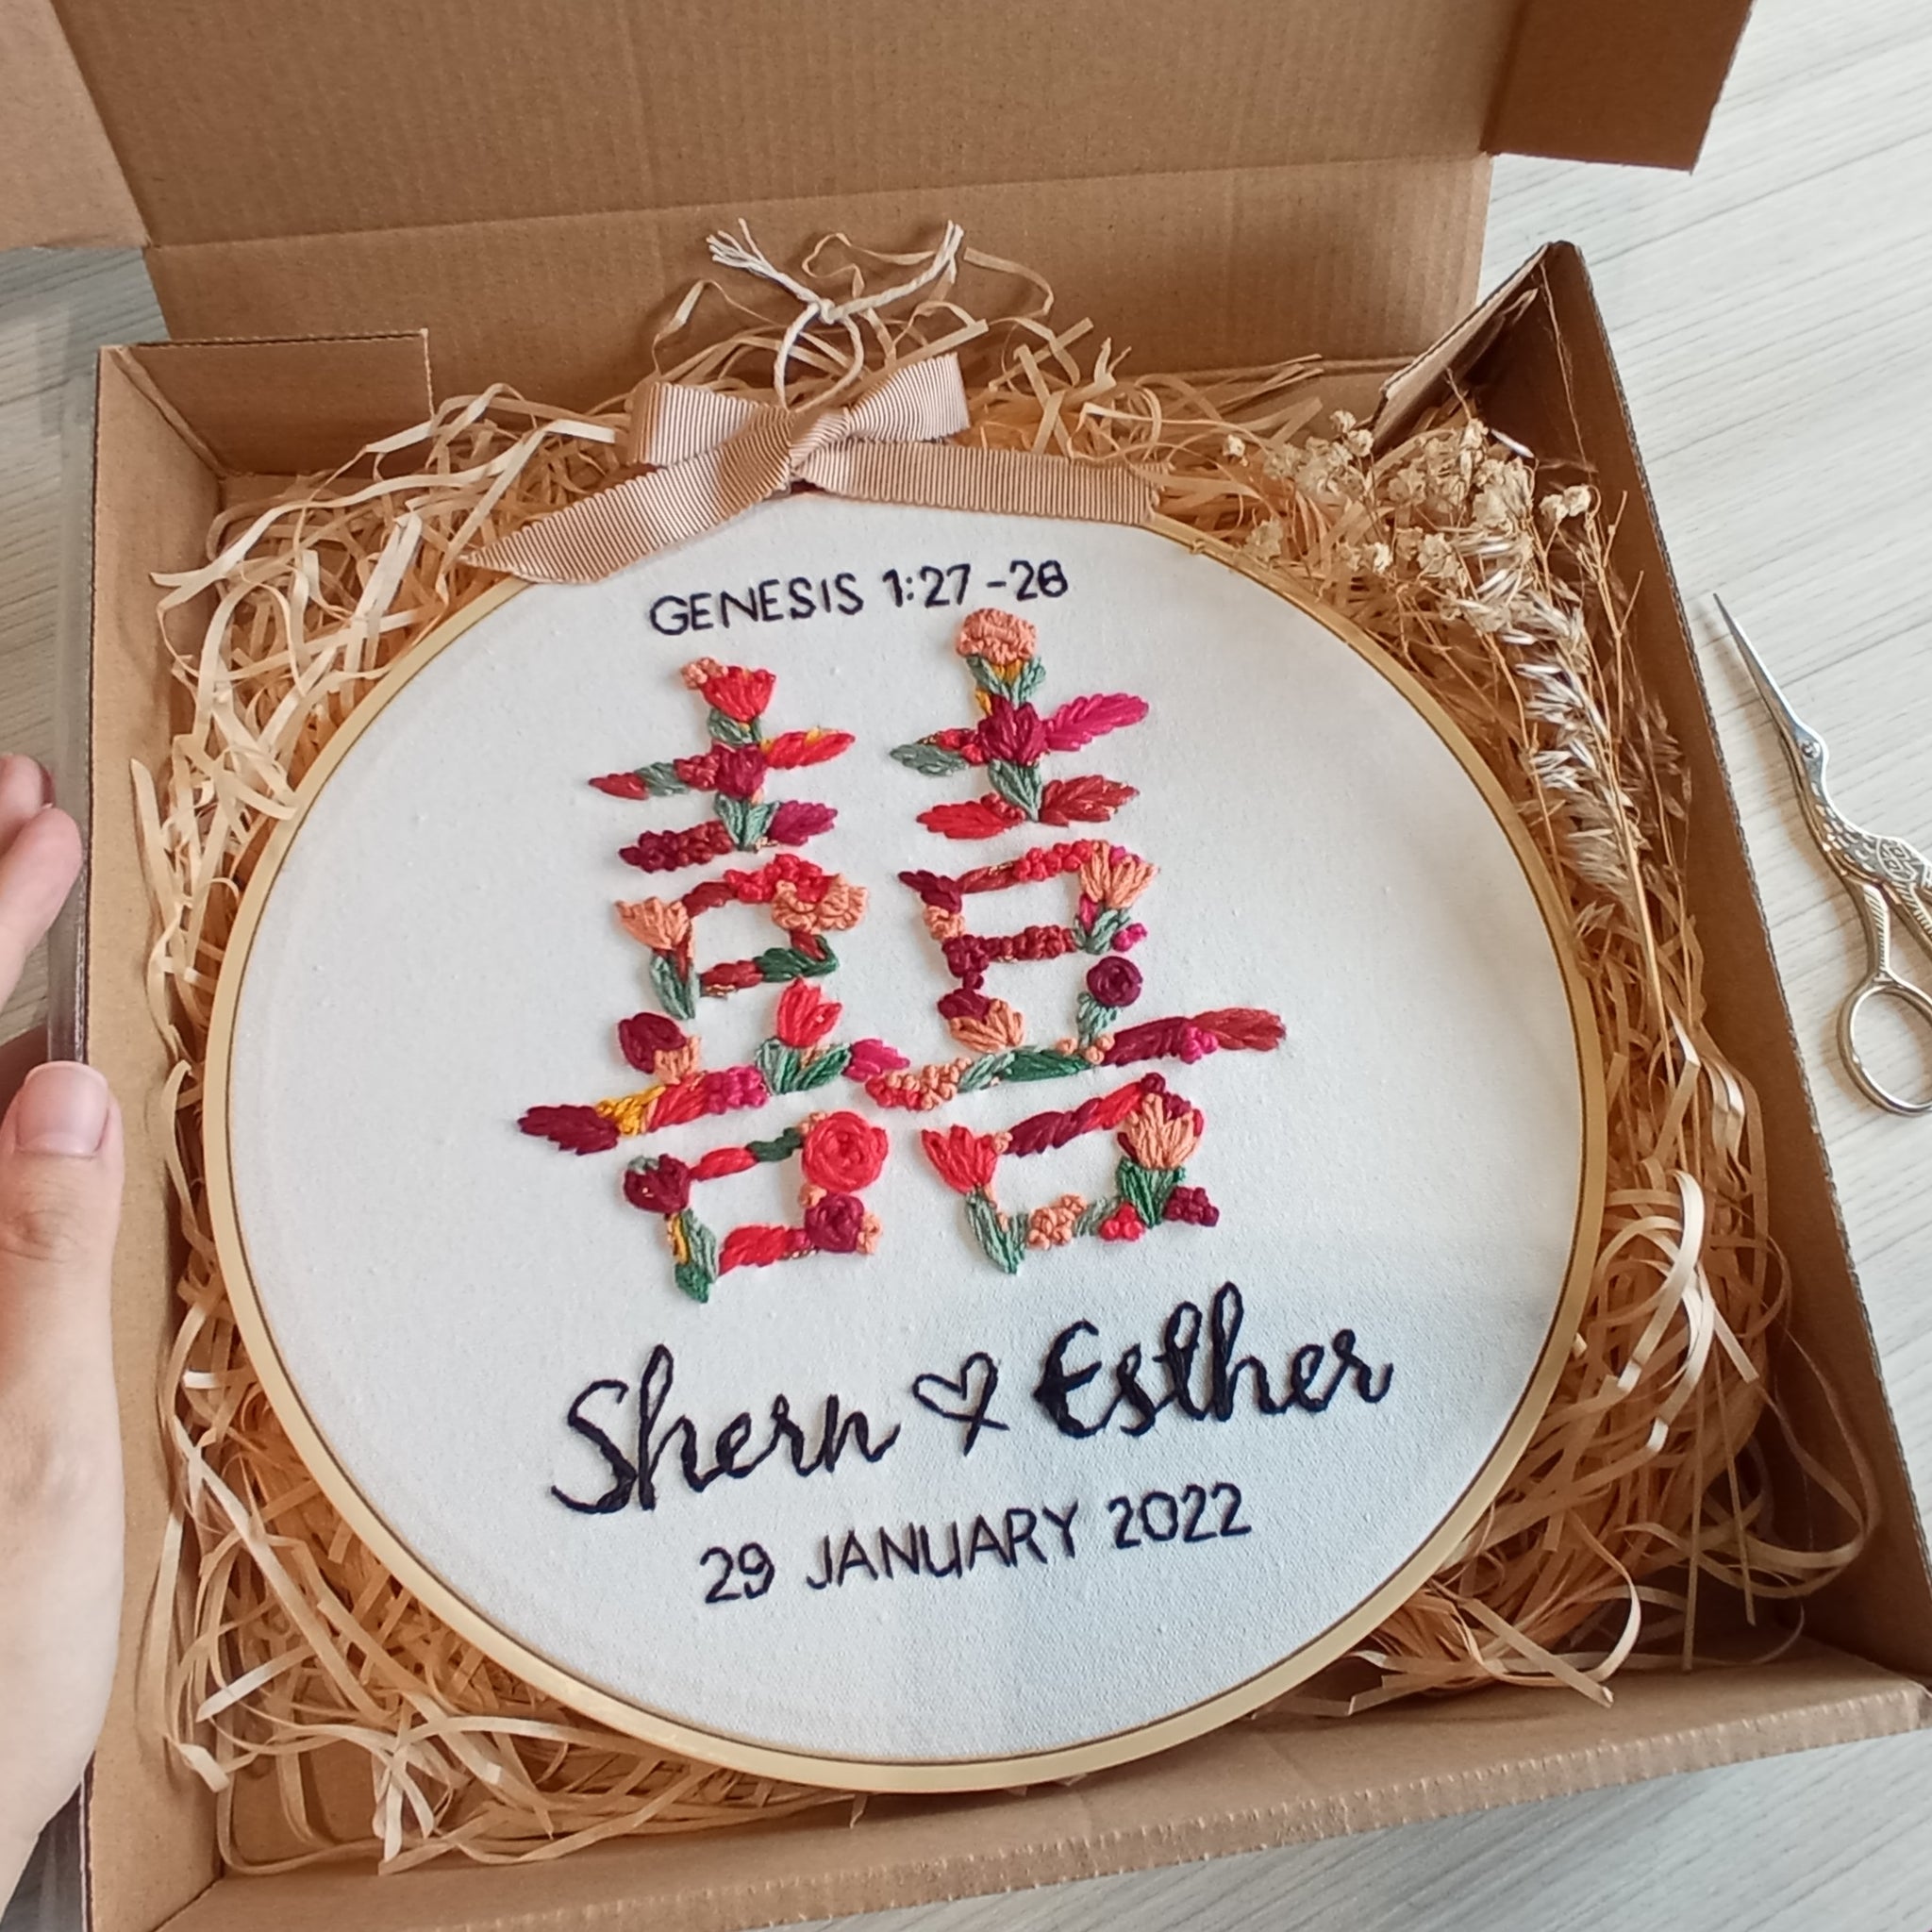 GENESIS 1:27-28
囍
Shern ♡ Esther
29 JANUARY 2022